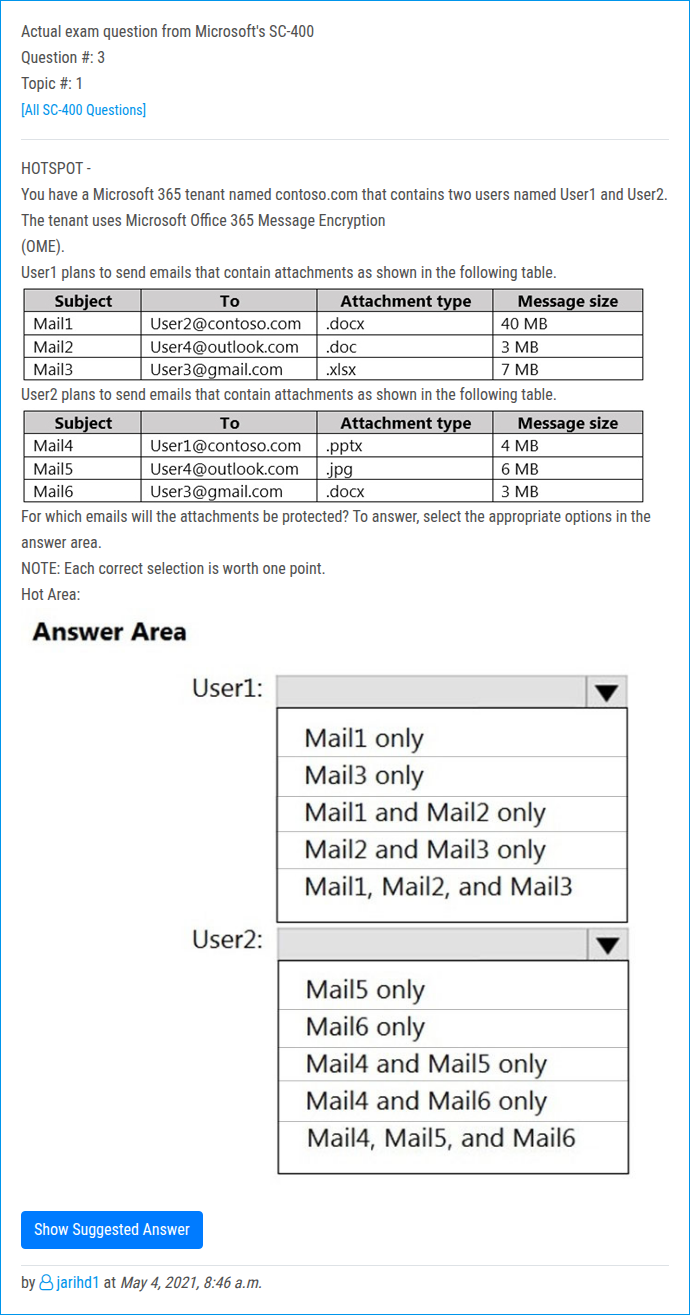 Actual exam question from Microsoft's SC-400
Question #: 3
Topic #: 1
[All SC-400 Questions]
HOTSPOT -
You have a Microsoft 365 tenant named contoso.com that contains two users named User1 and User2.
The tenant uses Microsoft Office 365 Message Encryption
(OME).
User1 plans to send emails that contain attachments as shown in the following table.
Subject To Attachment type Message size
Mail1 User2@contoso.com .docx 40 MB
Mail2 User4@outlook.com .doc 3 MB
Mail3 User3@gmail.com .xlsx 7 MB
User2 plans to send emails that contain attachments as shown in the following table.
Subject To Attachment type Message size
Mail4 User1@contoso.com .pptx 4 MB
Mail5 User4@outlook.com .jpg 6 MB
Mail6 User3@gmail.com .docx 3 MB
For which emails will the attachments be protected? To answer, select the appropriate options in the
answer area.
NOTE: Each correct selection is worth one point.
Hot Area:
Answer Area
User1:
Mail1 only
Mail3 only
Mail1 and Mail2 only
Mail2 and Mail3 only
Mail1, Mail2, and Mail3
User2:
Mail5 only
Mail6 only
Mail4 and Mail5 only
Mail4 and Mail6 only
Mail4, Mail5, and Mail6
Show Suggested Answer
by jarihd1 at May 4, 2021, 8:46 a.m.